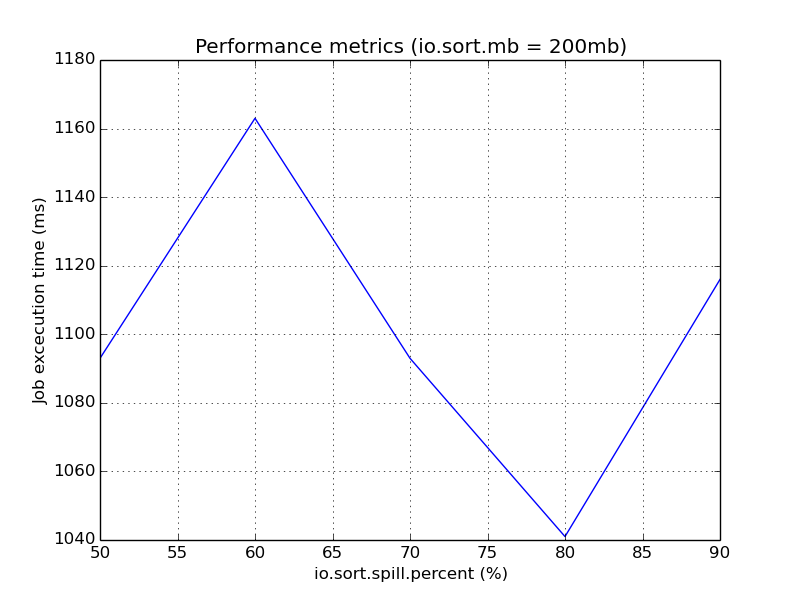 Performance metrics (io.sort.mb = 200mb)
1180
1160
1140
1120
1100
1080
1060
1040
Job excecution time (ms)
50 55 60 65 70 75 80 85 90
io.sort.spill.percent (%)